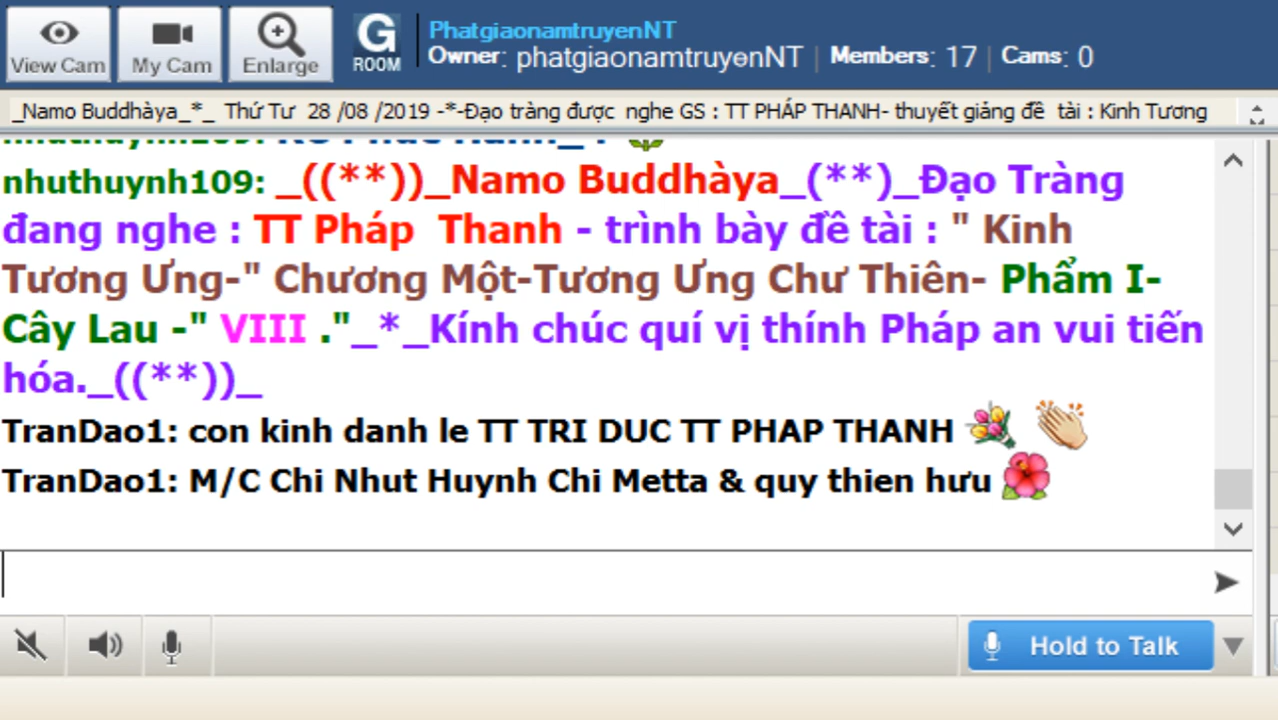 PhatgiaonamtruyenNT
View Cam My Cam Enlarge G ROOM Owner: phatgiaonamtruyenNT | Members: 17 | Cams: 0
_Namo Buddhàya_*_ Thứ Tư 28 /08 /2019 -*-Đạo tràng được nghe GS : TT PHÁP THANH- thuyết giảng đề tài : Kinh Tương
nhuthuynh109:
nhuthuynh109: _((**))_Namo Buddhàya_(**)_Đạo Tràng
đang nghe : TT Pháp Thanh - trình bày đề tài : " Kinh
Tương Ưng-" Chương Một-Tương Ưng Chư Thiên- Phẩm I-
Cây Lau -" VIII ."_*_Kính chúc quí vị thính Pháp an vui tiến
hóa._((**))_
TranDao1: con kinh danh le TT TRI DUC TT PHAP THANH
TranDao1: M/C Chi Nhut Huynh Chi Metta & quy thien hưu
Hold to Talk